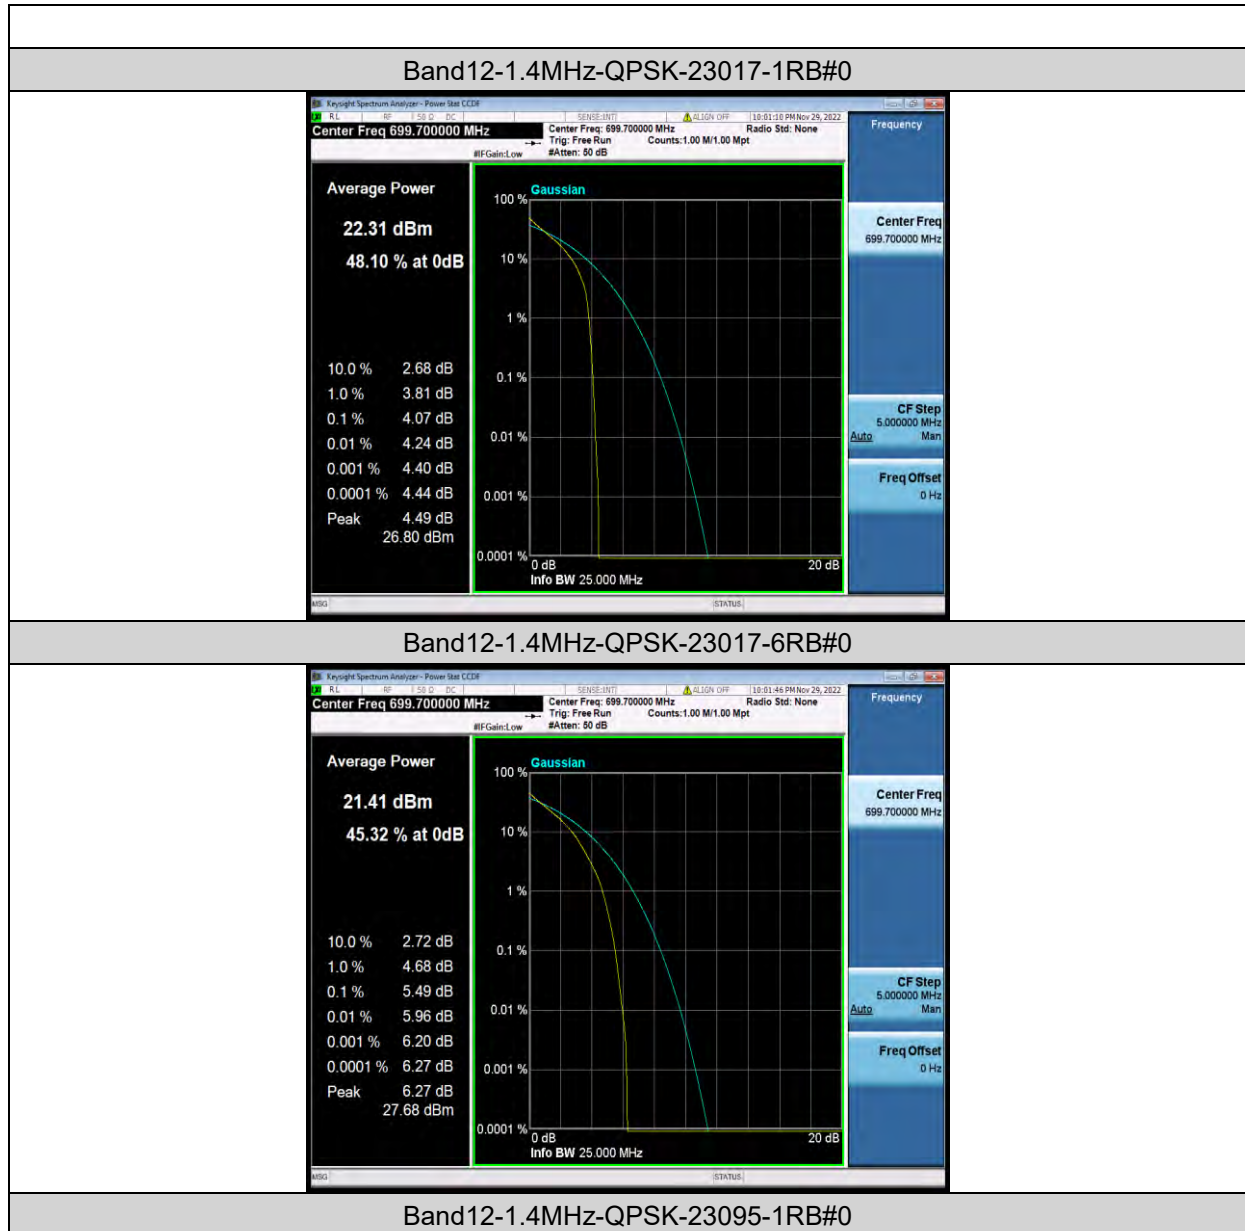 Band12-1.4MHz-QPSK-23017-1RB#0
Keysight Spectrum Analyzer - Power Stat CCDF
RL RF 50 Ω DC SENSE:INT ALIGN OFF 10:01:10 PM Nov 29, 2022
Center Freq 699.700000 MHz
Center Freq: 699.700000 MHz Radio Std: None
Trig: Free Run Counts:1.00 M/1.00 Mpt
#IFGain:Low #Atten: 50 dB
Frequency
Average Power
22.31 dBm
48.10 % at 0dB
10.0 % 2.68 dB
1.0 % 3.81 dB
0.1 % 4.07 dB
0.01 % 4.24 dB
0.001 % 4.40 dB
0.0001 % 4.44 dB
Peak 4.49 dB
26.80 dBm
Gaussian
100 %
10 %
1 %
0.1 %
0.01 %
0.001 %
0.0001 %
0 dB 20 dB
Info BW 25.000 MHz
Center Freq
699.700000 MHz
CF Step
5.000000 MHz
Auto Man
Freq Offset
0 Hz
MSG STATUS
Band12-1.4MHz-QPSK-23017-6RB#0
Keysight Spectrum Analyzer - Power Stat CCDF
RL RF 50 Ω DC SENSE:INT ALIGN OFF 10:01:46 PM Nov 29, 2022
Center Freq 699.700000 MHz
Center Freq: 699.700000 MHz Radio Std: None
Trig: Free Run Counts:1.00 M/1.00 Mpt
#IFGain:Low #Atten: 50 dB
Frequency
Average Power
21.41 dBm
45.32 % at 0dB
10.0 % 2.72 dB
1.0 % 4.68 dB
0.1 % 5.49 dB
0.01 % 5.96 dB
0.001 % 6.20 dB
0.0001 % 6.27 dB
Peak 6.27 dB
27.68 dBm
Gaussian
100 %
10 %
1 %
0.1 %
0.01 %
0.001 %
0.0001 %
0 dB 20 dB
Info BW 25.000 MHz
Center Freq
699.700000 MHz
CF Step
5.000000 MHz
Auto Man
Freq Offset
0 Hz
MSG STATUS
Band12-1.4MHz-QPSK-23095-1RB#0